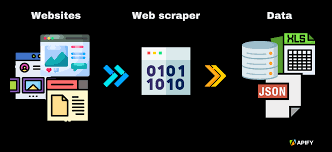 Websites
Web scraper
Data
0101
1010
XLS
JSON
APIFY